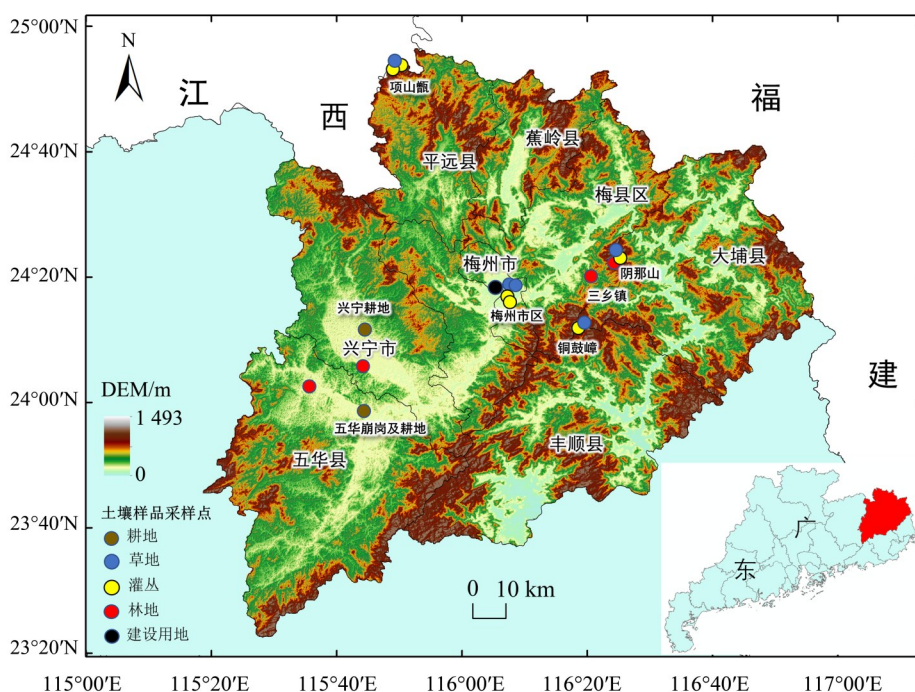 25°00′N
24°40′N
24°20′N
24°00′N
23°40′N
23°20′N
N
江
西
福
建
项山甑
蕉岭县
平远县
梅县区
大埔县
梅州市
阴那山
三乡镇
兴宁耕地
梅州市区
铜鼓嶂
兴宁市
五华崩岗及耕地
五华县
丰顺县
DEM/m
1 493
0
土壤样品采样点
耕地
草地
灌丛
林地
建设用地
0 10 km
广
东
115°00′E
115°20′E
115°40′E
116°00′E
116°20′E
116°40′E
117°00′E